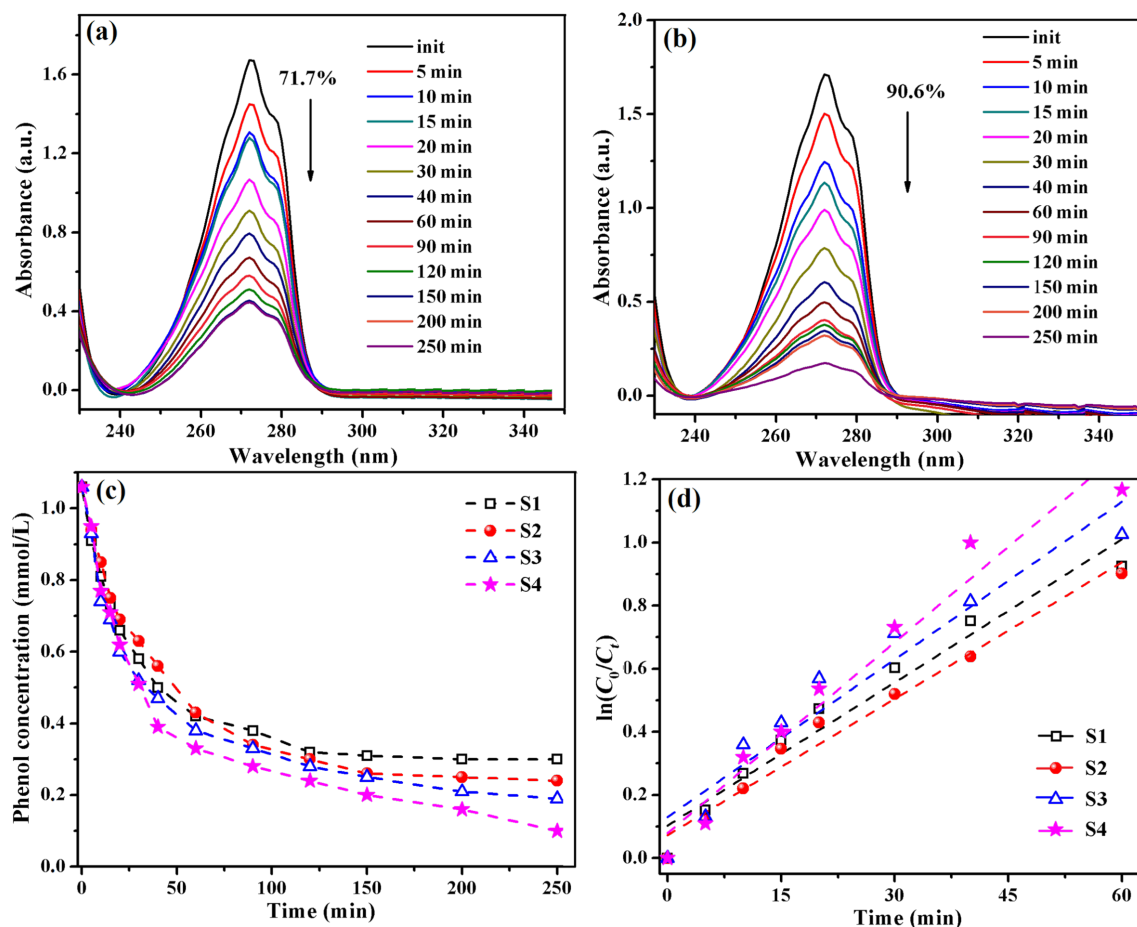 (a)
71.7%
init
5 min
10 min
15 min
20 min
30 min
40 min
60 min
90 min
120 min
150 min
200 min
250 min
Absorbance (a.u.)
1.6
1.2
0.8
0.4
0.0
240 260 280 300 320 340
Wavelength (nm)
(b)
90.6%
init
5 min
10 min
15 min
20 min
30 min
40 min
60 min
90 min
120 min
150 min
200 min
250 min
Absorbance (a.u.)
2.0
1.5
1.0
0.5
0.0
240 260 280 300 320 340
Wavelength (nm)
(c)
S1
S2
S3
S4
Phenol concentration (mmol/L)
1.0
0.8
0.6
0.4
0.2
0.0
0 50 100 150 200 250
Time (min)
(d)
S1
S2
S3
S4
ln(C0/Ct)
1.2
1.0
0.8
0.6
0.4
0.2
0.0
0 15 30 45 60
Time (min)